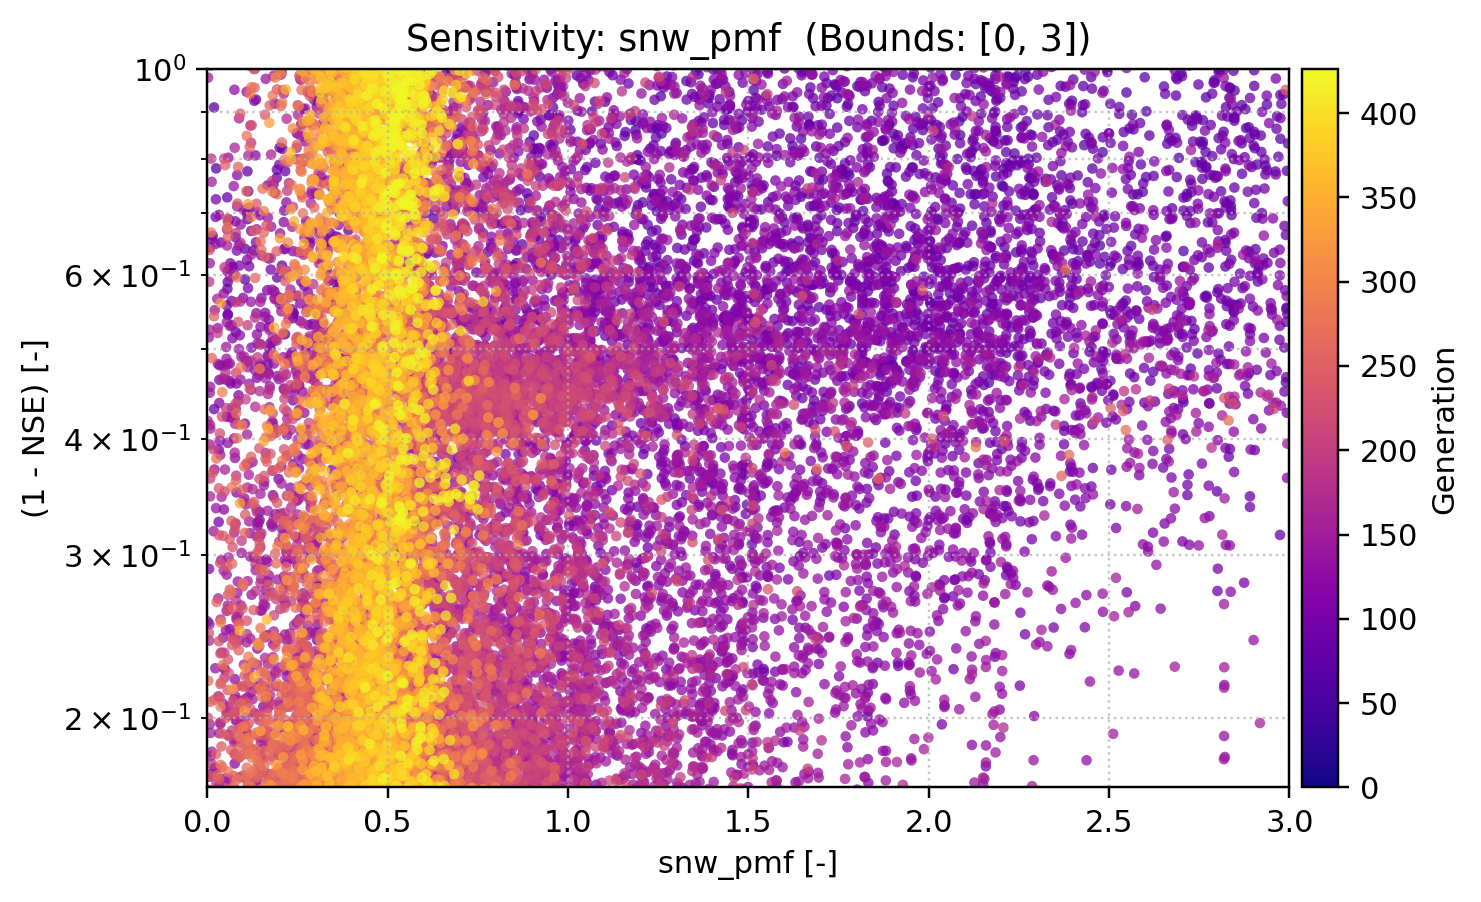 Sensitivity: snw_pmf  (Bounds: [0, 3])
10⁰
6 × 10⁻¹
4 × 10⁻¹
3 × 10⁻¹
2 × 10⁻¹
(1 - NSE) [-]
0.0 0.5 1.0 1.5 2.0 2.5 3.0
snw_pmf [-]
400
350
300
250
200
150
100
50
0
Generation